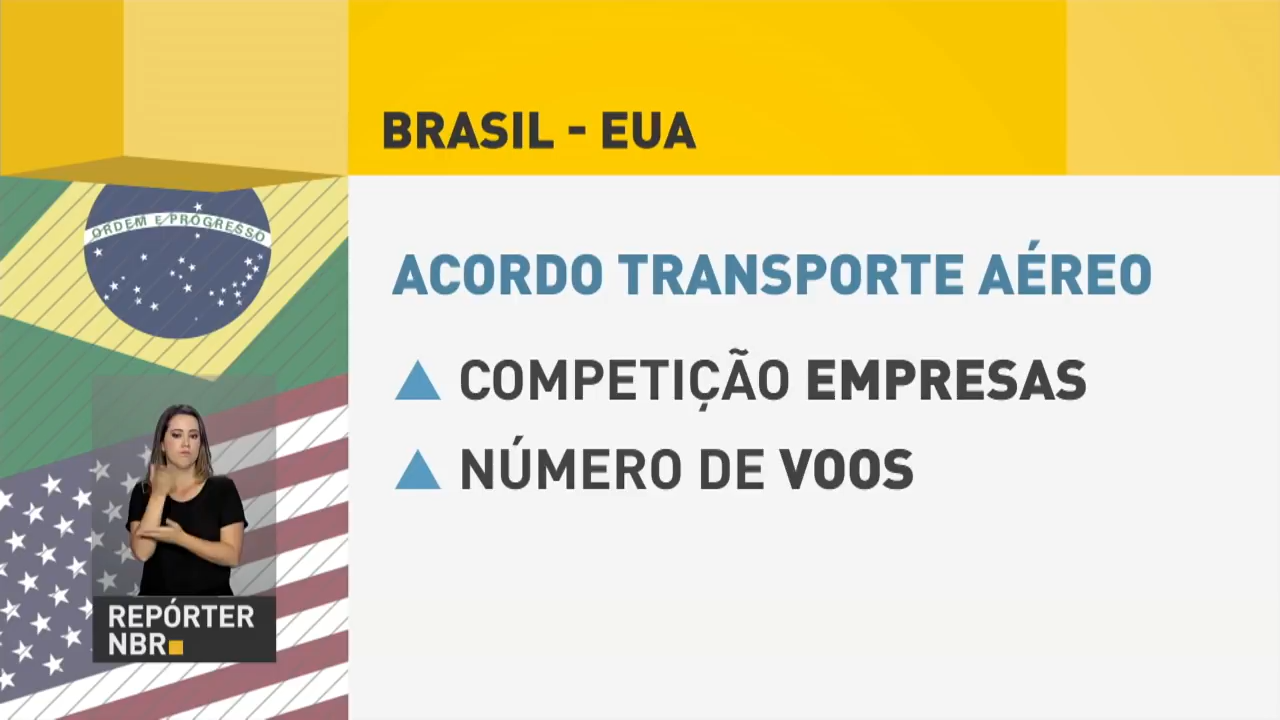 BRASIL - EUA
ORDEM E PROGRESSO
ACORDO TRANSPORTE AÉREO
COMPETIÇÃO EMPRESAS
NÚMERO DE VOOS
REPÓRTER
NBR